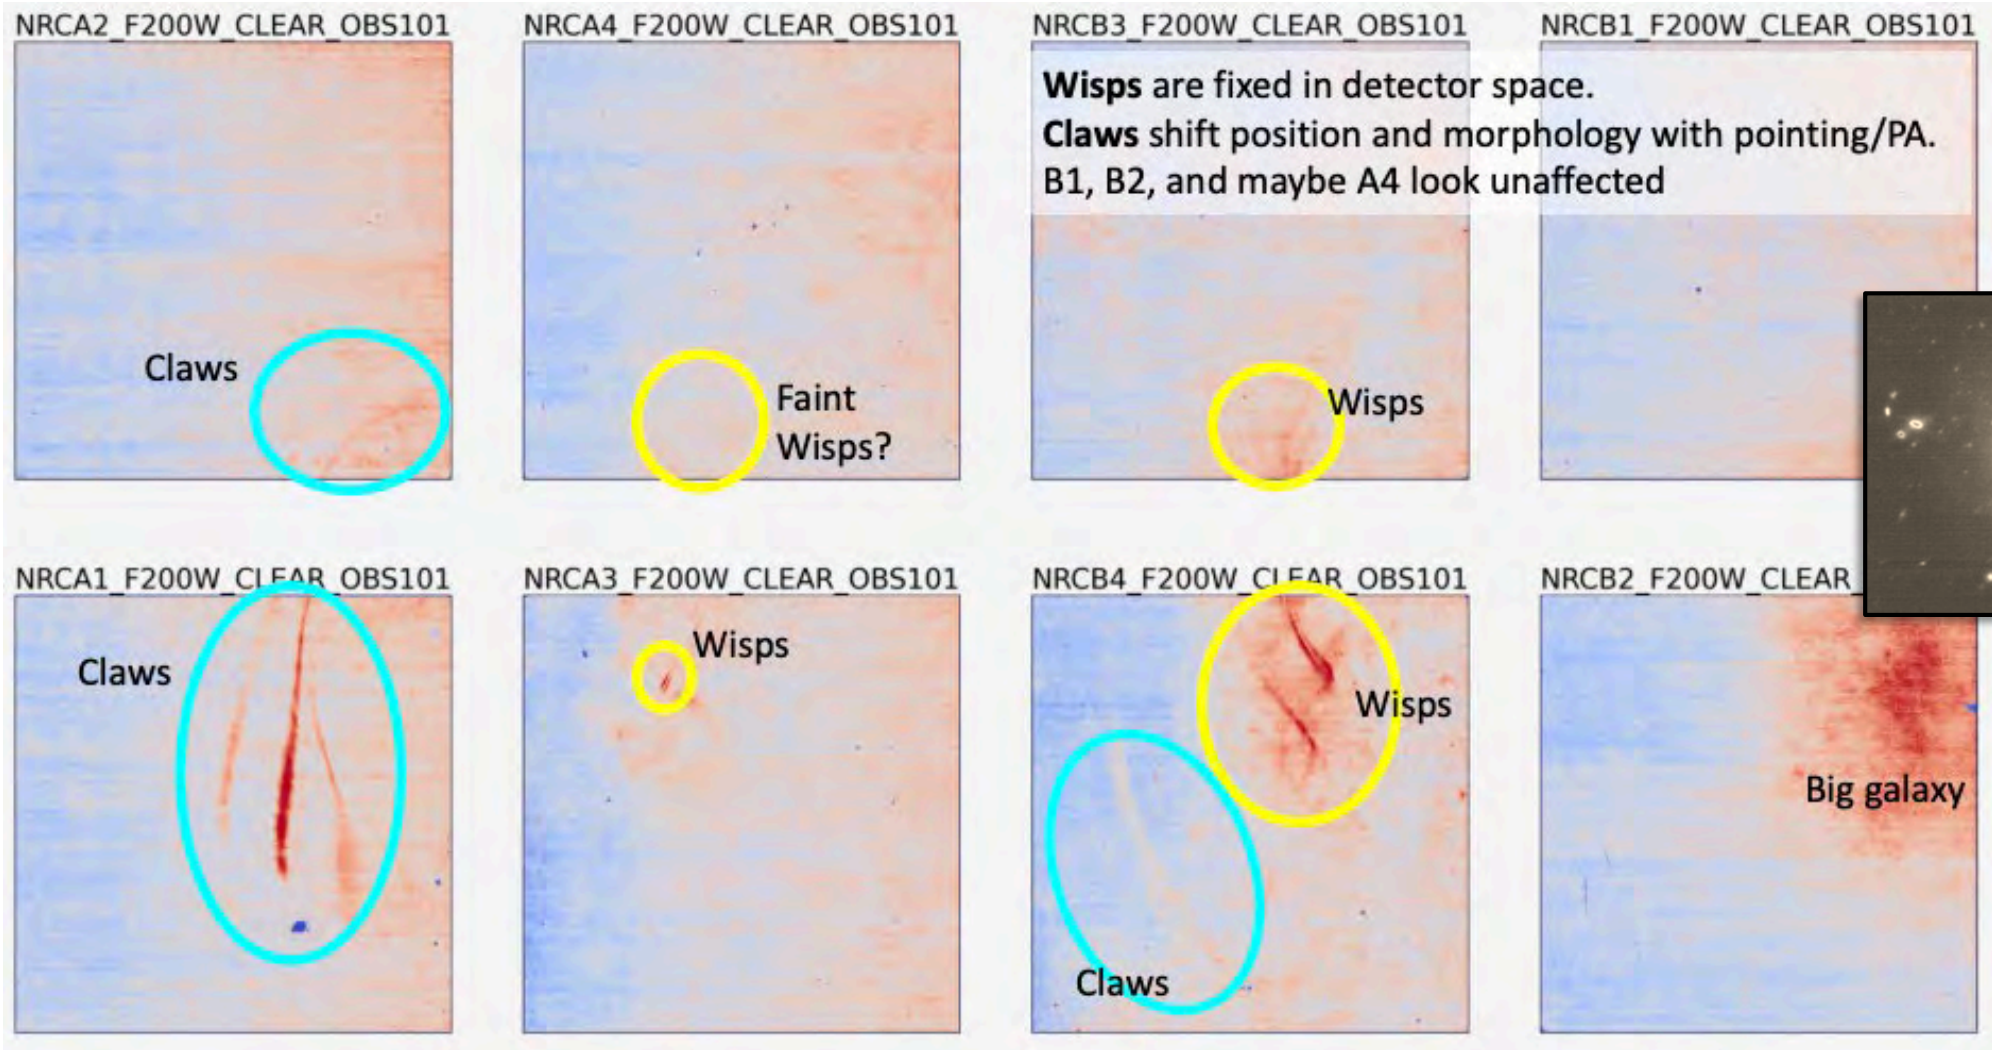 NRCA2_F200W_CLEAR_OBS101
NRCA4_F200W_CLEAR_OBS101
NRCB3_F200W_CLEAR_OBS101
NRCB1_F200W_CLEAR_OBS101
Wisps are fixed in detector space.
Claws shift position and morphology with pointing/PA.
B1, B2, and maybe A4 look unaffected
Claws
Faint
Wisps?
Wisps
NRCA1_F200W_CLEAR_OBS101
NRCA3_F200W_CLEAR_OBS101
NRCB4_F200W_CLEAR_OBS101
NRCB2_F200W_CLEAR
Claws
Wisps
Wisps
Big galaxy
Claws